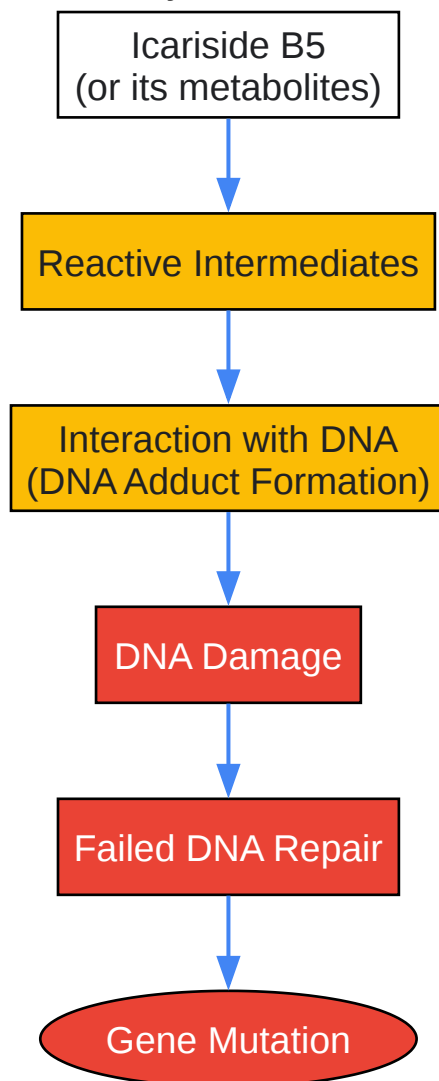 Icariside B5
(or its metabolites)
Reactive Intermediates
Interaction with DNA
(DNA Adduct Formation)
DNA Damage
Failed DNA Repair
Gene Mutation